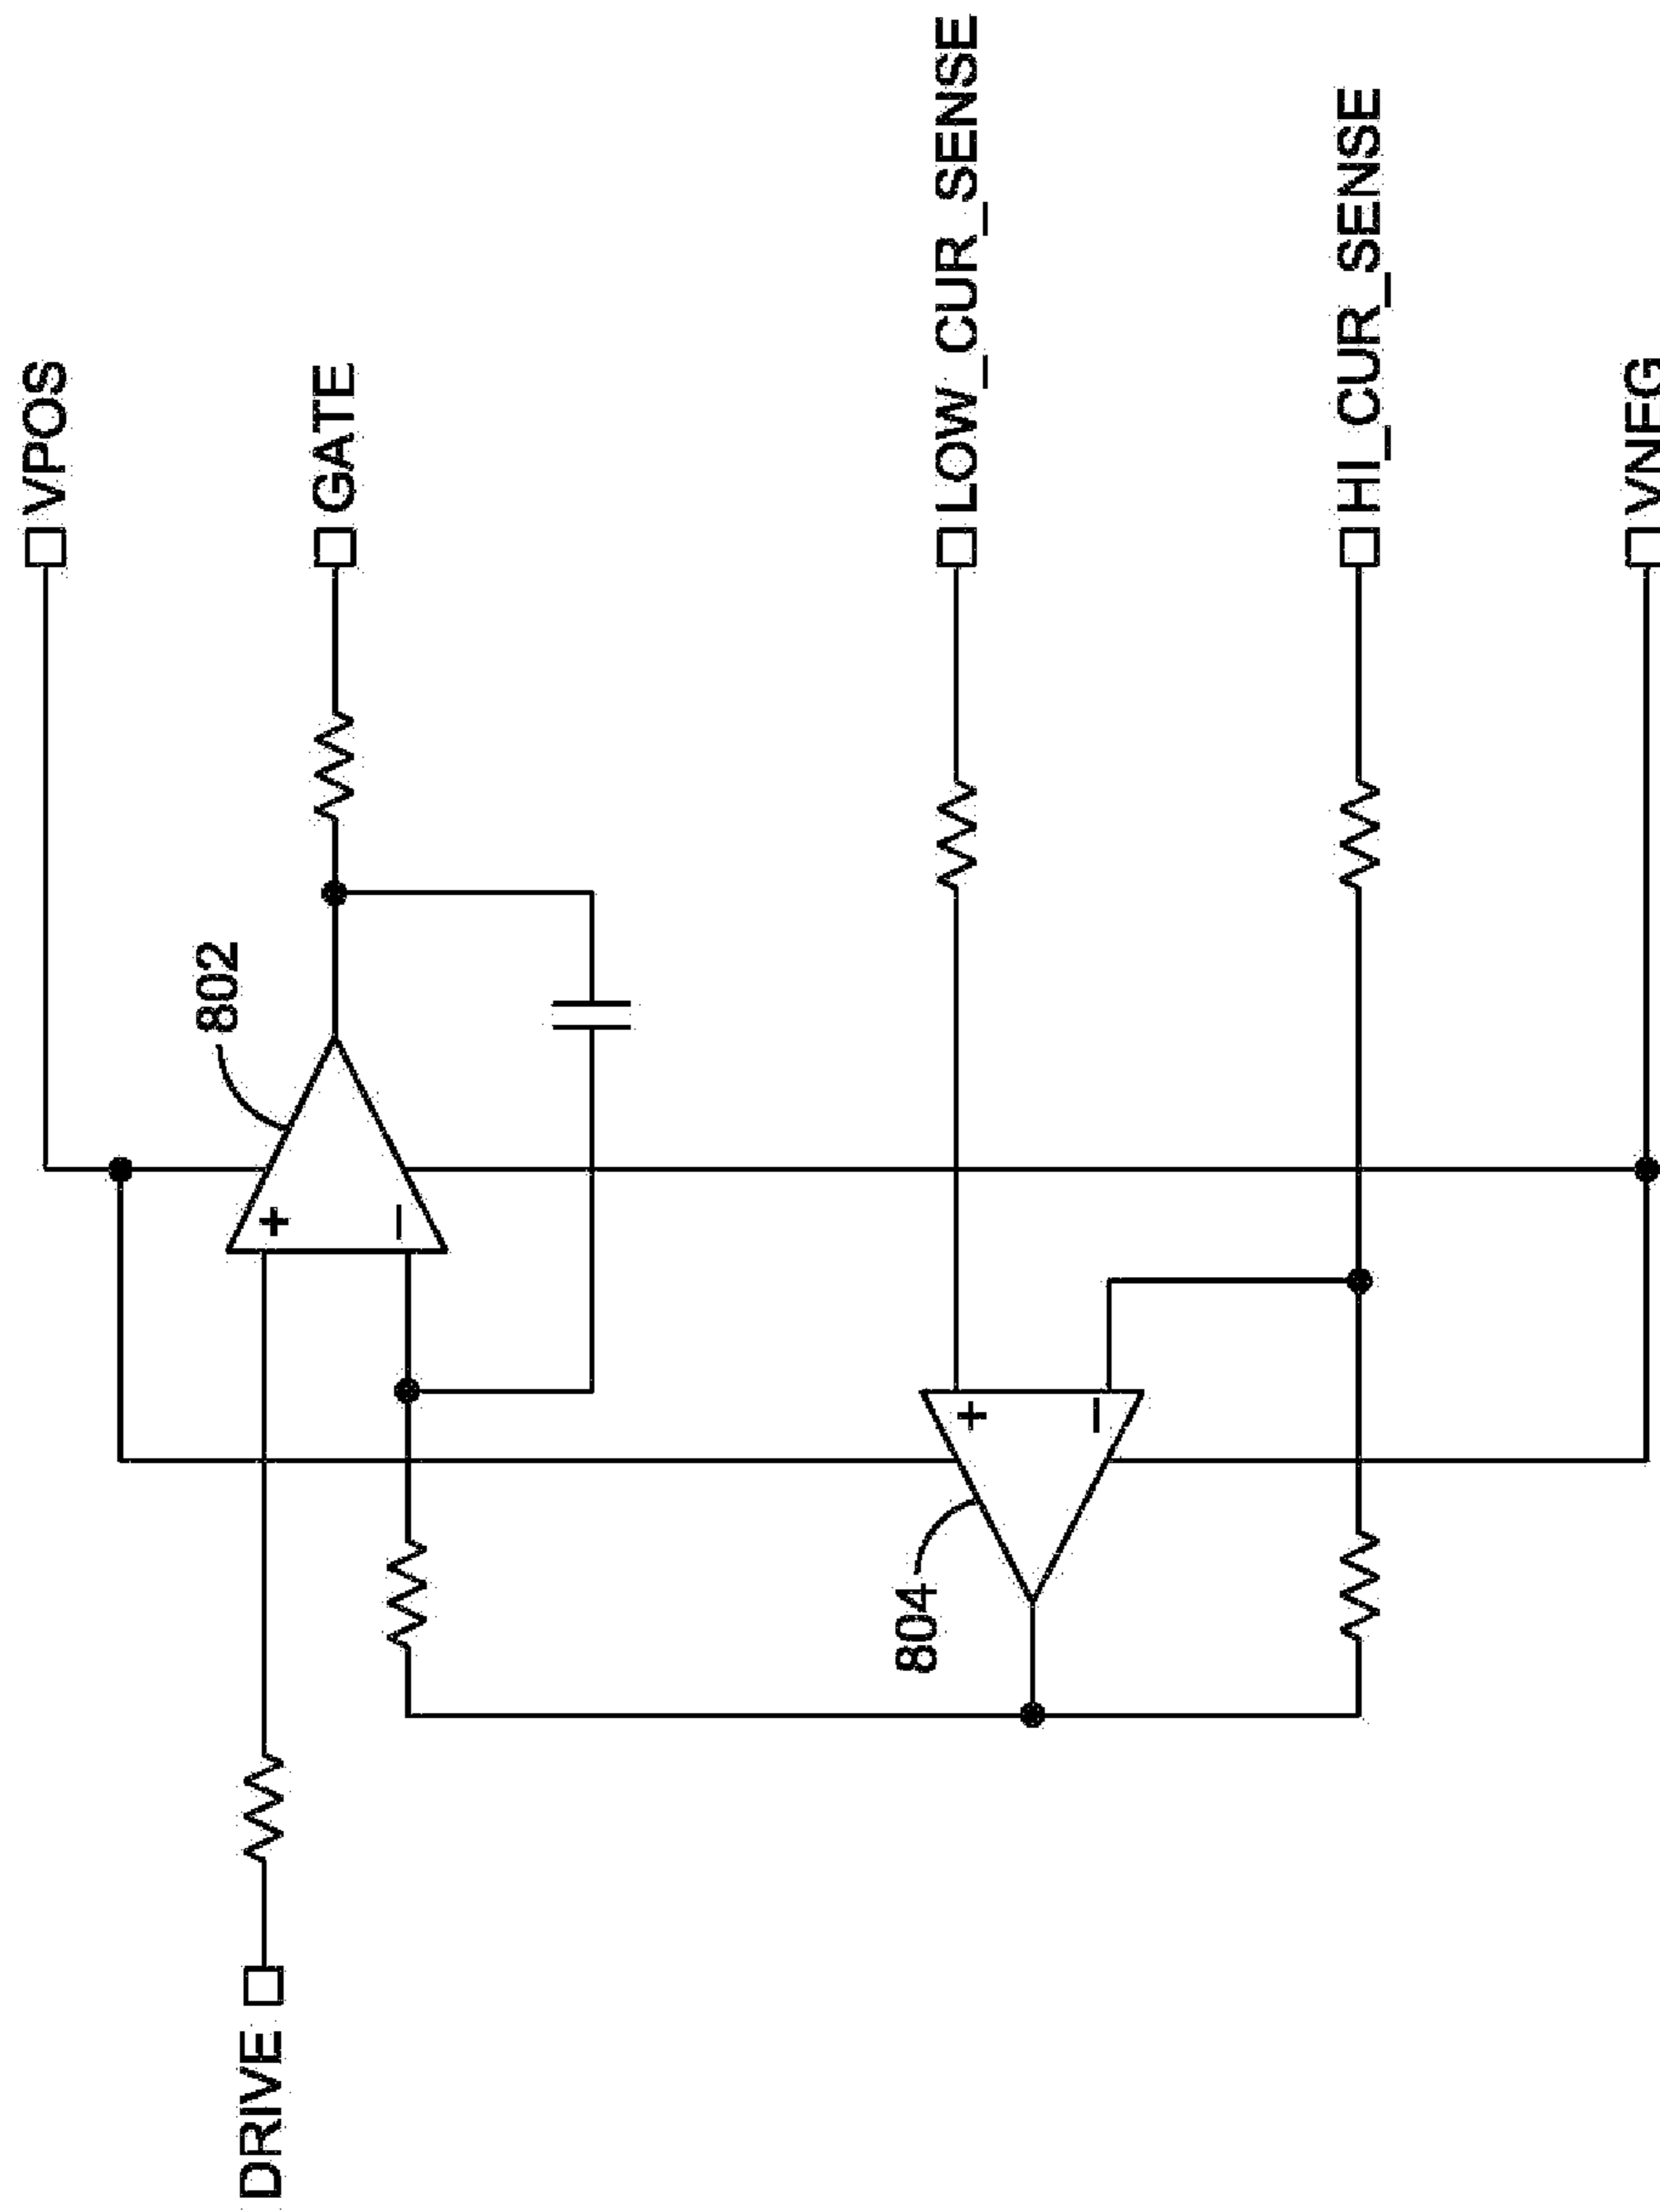 VPOS
802
GATE
DRIVE
+
−
LOW_CUR_SENSE
804
+
−
HI_CUR_SENSE
VNEG